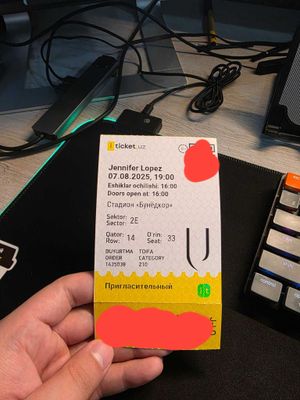 iticket.uz
Jennifer Lopez
07.08.2025, 19:00
Eshiklar ochilishi: 16:00
Doors open at: 16:00
Стадион «Бунёдкор»
Sektor: 2E
Sector:
Qator: 14 O'rin: 33
Row: Seat:
BUYURTMA TOIFA
ORDER CATEGORY
1435038 210
Пригласительный